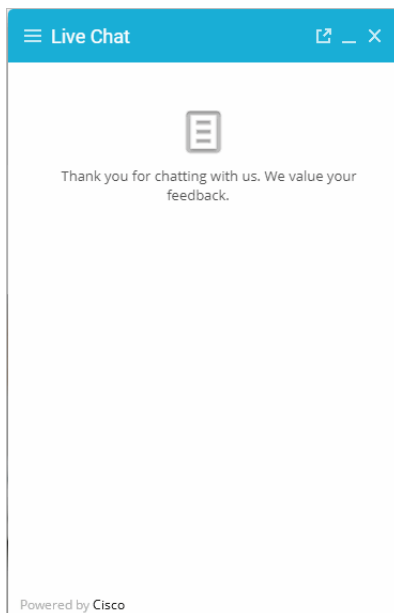 Live Chat
Thank you for chatting with us. We value your
feedback.
Powered by Cisco